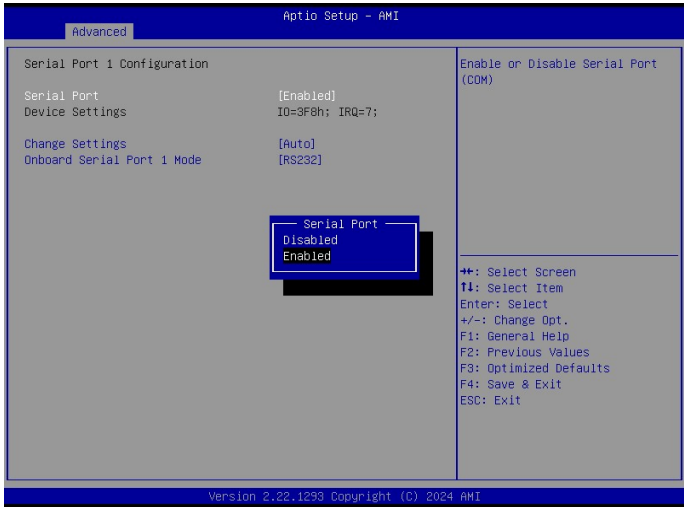 Aptio Setup – AMI
Advanced
Serial Port 1 Configuration
Serial Port [Enabled]
Device Settings IO=3F8h; IRQ=7;
Change Settings [Auto]
Onboard Serial Port 1 Mode [RS232]
Serial Port
Disabled
Enabled
Enable or Disable Serial Port
(COM)
→←: Select Screen
↑↓: Select Item
Enter: Select
+/-: Change Opt.
F1: General Help
F2: Previous Values
F3: Optimized Defaults
F4: Save & Exit
ESC: Exit
Version 2.22.1293 Copyright (C) 2024 AMI